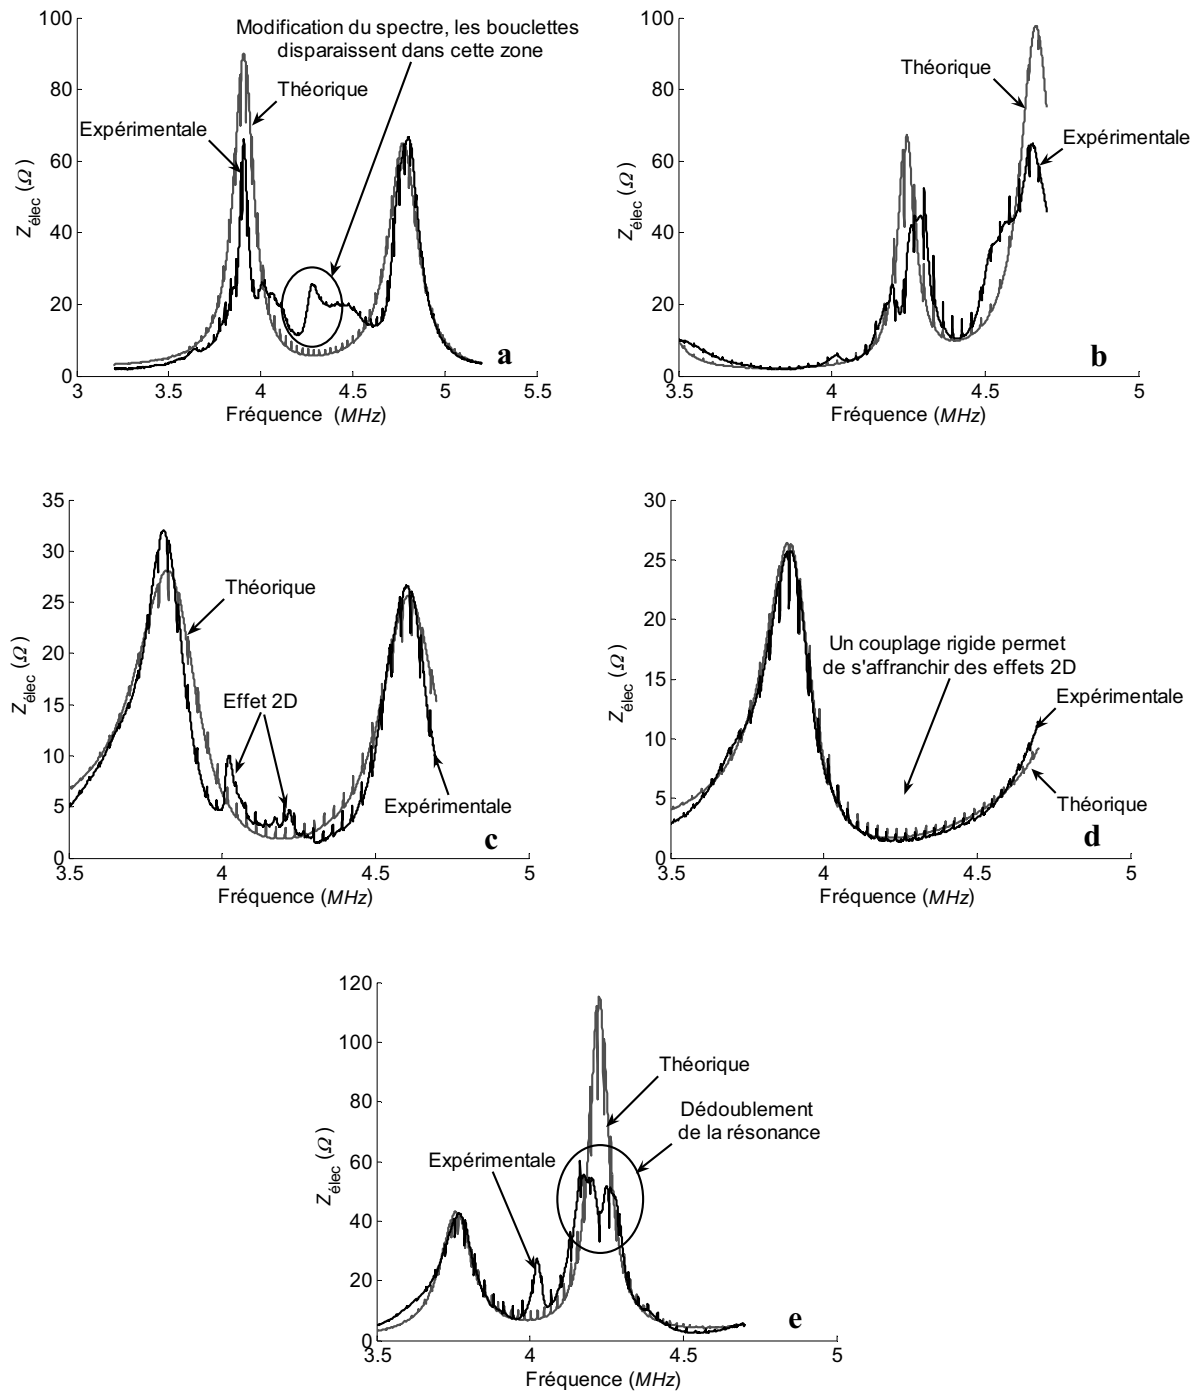 Modification du spectre, les bouclettes
disparaissent dans cette zone
Théorique
Expérimentale
Z élec (Ω)
100
80
60
40
20
0
3
3.5
4
4.5
5
5.5
Fréquence (MHz)
a
Théorique
Expérimentale
Z élec (Ω)
100
80
60
40
20
0
3.5
4
4.5
5
Fréquence (MHz)
b
Théorique
Effet 2D
Expérimentale
Z élec (Ω)
35
30
25
20
15
10
5
0
3.5
4
4.5
5
Fréquence (MHz)
c
Un couplage rigide permet
de s'affranchir des effets 2D
Expérimentale
Théorique
Z élec (Ω)
30
25
20
15
10
5
0
3.5
4
4.5
5
Fréquence (MHz)
d
Théorique
Dédoublement
de la résonance
Expérimentale
Z élec (Ω)
120
100
80
60
40
20
0
3.5
4
4.5
5
Fréquence (MHz)
e